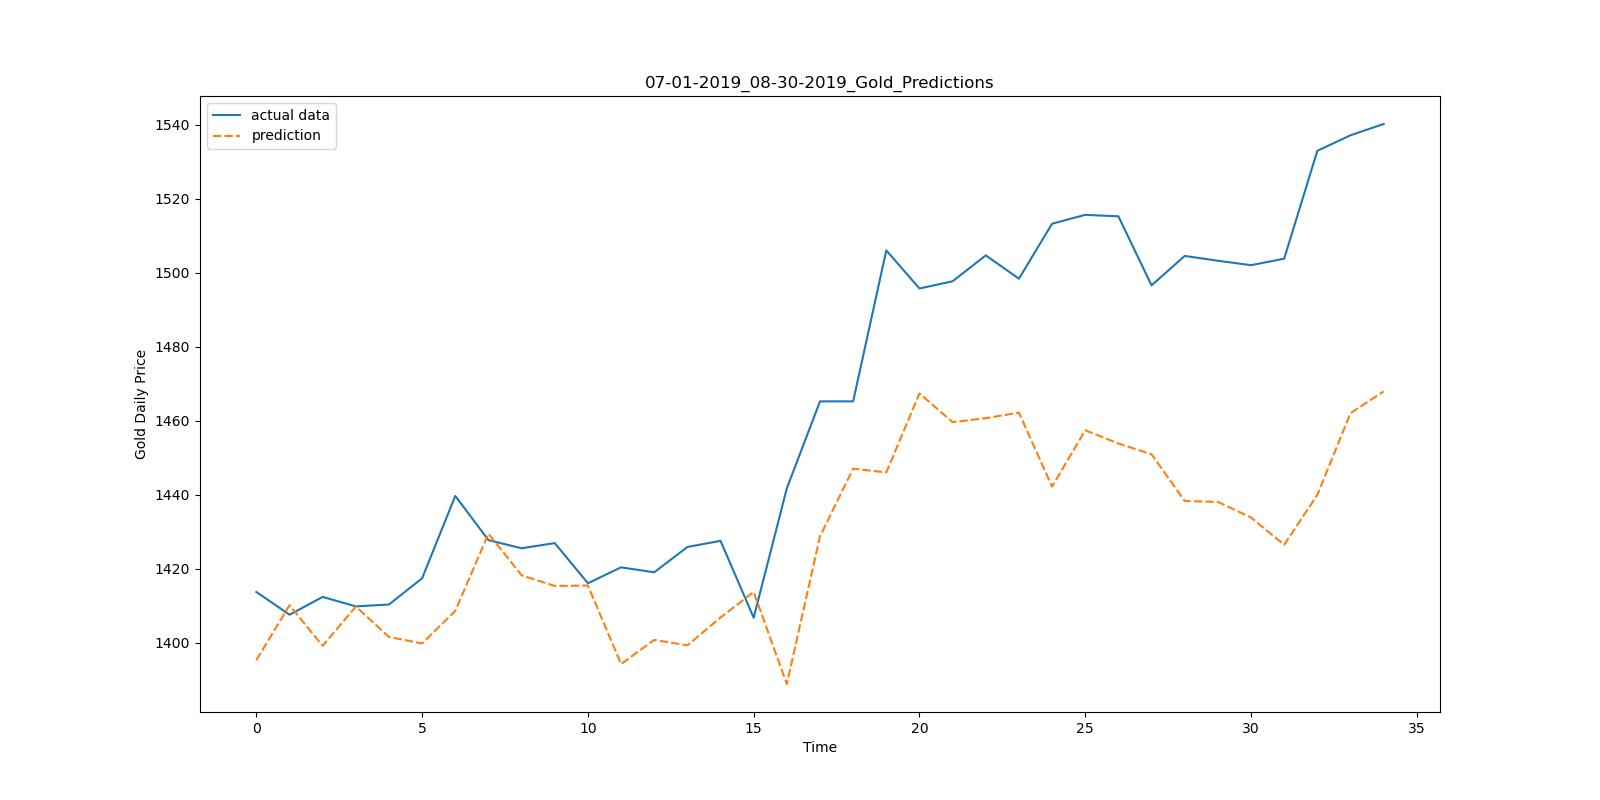 07-01-2019_08-30-2019_Gold_Predictions
actual data
prediction
1540
1520
1500
1480
1460
1440
1420
1400
Gold Daily Price
0 5 10 15 20 25 30 35
Time